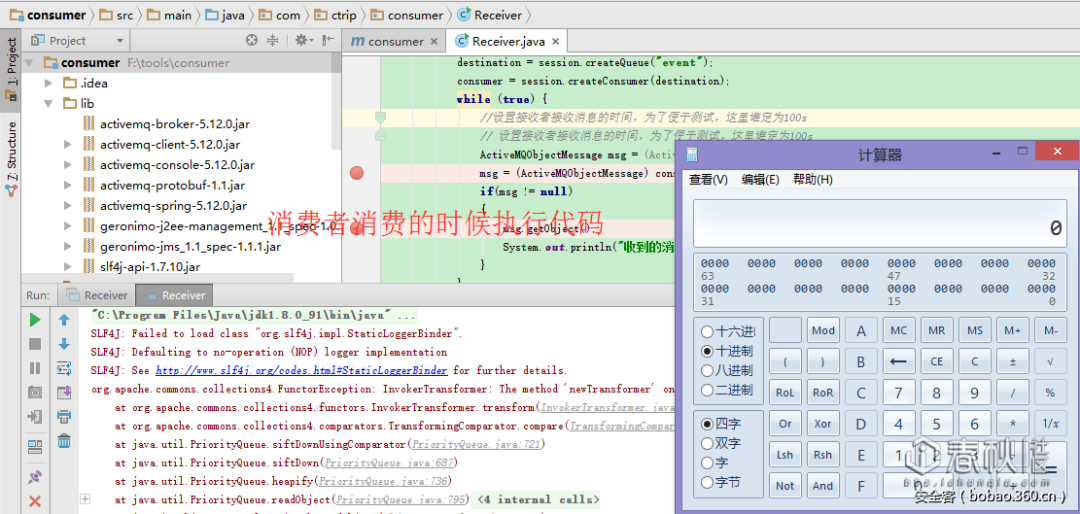 consumer src main java com ctrip consumer Receiver
1: Project
Z: Structure
Project
m consumer × Receiver.java ×
consumer F:\tools\consumer
.idea
lib
activemq-broker-5.12.0.jar
activemq-client-5.12.0.jar
activemq-console-5.12.0.jar
activemq-protobuf-1.1.jar
activemq-spring-5.12.0.jar
geronimo-j2ee-management_1.1_spec-1.0.
geronimo-jms_1.1_spec-1.1.1.jar
slf4j-api-1.7.10.jar
destination = session.createQueue("event");
consumer = session.createConsumer(destination);
while (true) {
//设置接收者接收消息的时间，为了便于测试，这里谁定为100s
// 设置接收者接收消息的时间，为了便于测试，这里谁定为100s
ActiveMQObjectMessage msg = (Activ
msg = (ActiveMQObjectMessage) cons
if(msg != null)
{
msg.getObject()
System.out.println("收到的消
}
}
消费者消费的时候执行代码
计算器
查看(V) 编辑(E) 帮助(H)
0
0000 0000 0000 0000 0000 0000 0000 0000
63 47 32
0000 0000 0000 0000 0000 0000 0000 0000
31 15 0
十六进制
十进制
八进制
二进制
四字
双字
字
字节
Mod A MC MR MS M+ M-
( ) B ← CE C ± √
RoL RoR C 7 8 9 / %
Or Xor D 4 5 6 * 1/x
Lsh Rsh E 1 2 3 - =
Not And F 0 +
Run: Receiver Receiver
"C:\Program Files\Java\jdk1.8.0_91\bin\java" ...
SLF4J: Failed to load class "org.slf4j.impl.StaticLoggerBinder".
SLF4J: Defaulting to no-operation (NOP) logger implementation
SLF4J: See http://www.slf4j.org/codes.html#StaticLoggerBinder for further details.
org.apache.commons.collections4.FunctorException: InvokerTransformer: The method 'newTransformer' on
at org.apache.commons.collections4.functors.InvokerTransformer.transform(InvokerTransformer.java
at org.apache.commons.collections4.comparators.TransformingComparator.compare(TransformingCompar
at java.util.PriorityQueue.siftDownUsingComparator(PriorityQueue.java:721)
at java.util.PriorityQueue.siftDown(PriorityQueue.java:687)
at java.util.PriorityQueue.heapify(PriorityQueue.java:736)
at java.util.PriorityQueue.readObject(PriorityQueue.java:795) <4 internal calls>
春秋
bbs.ichunqiu.com
安全客（bobao.360.cn）